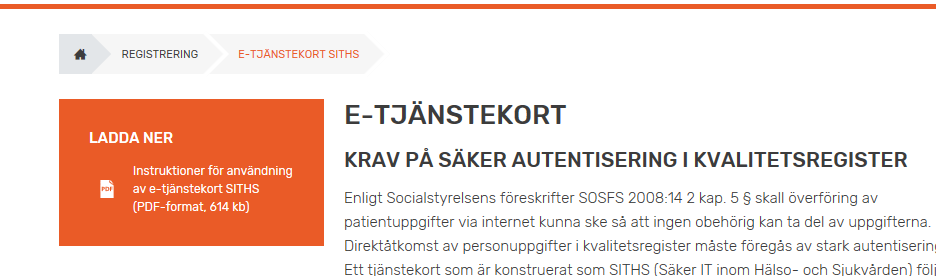 REGISTRERING
E-TJÄNSTEKORT SITHS
LADDA NER
PDF
Instruktioner för användning
av e-tjänstekort SITHS
(PDF-format, 614 kb)
E-TJÄNSTEKORT
KRAV PÅ SÄKER AUTENTISERING I KVALITETSREGISTER
Enligt Socialstyrelsens föreskrifter SOSFS 2008:14 2 kap. 5 § skall överföring av
patientuppgifter via internet kunna ske så att ingen obehörig kan ta del av uppgifterna.
Direktåtkomst av personuppgifter i kvalitetsregister måste föregås av stark autentisering
Ett tjänstekort som är konstruerat som SITHS (Säker IT inom Hälso- och Sjukvården) följ